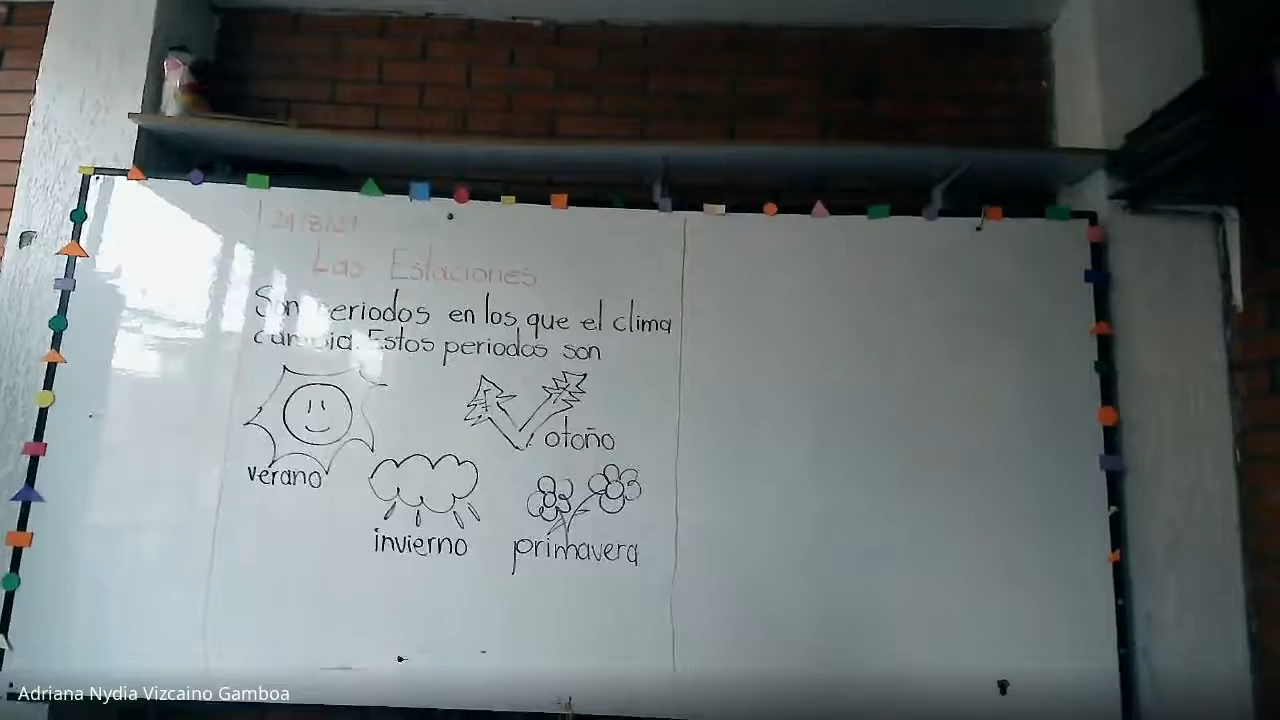 Las Estaciones
Son periodos en los que el clima
cambia. Estos periodos son
otoño
verano
invierno
primavera
Adriana Nydia Vizcaino Gamboa